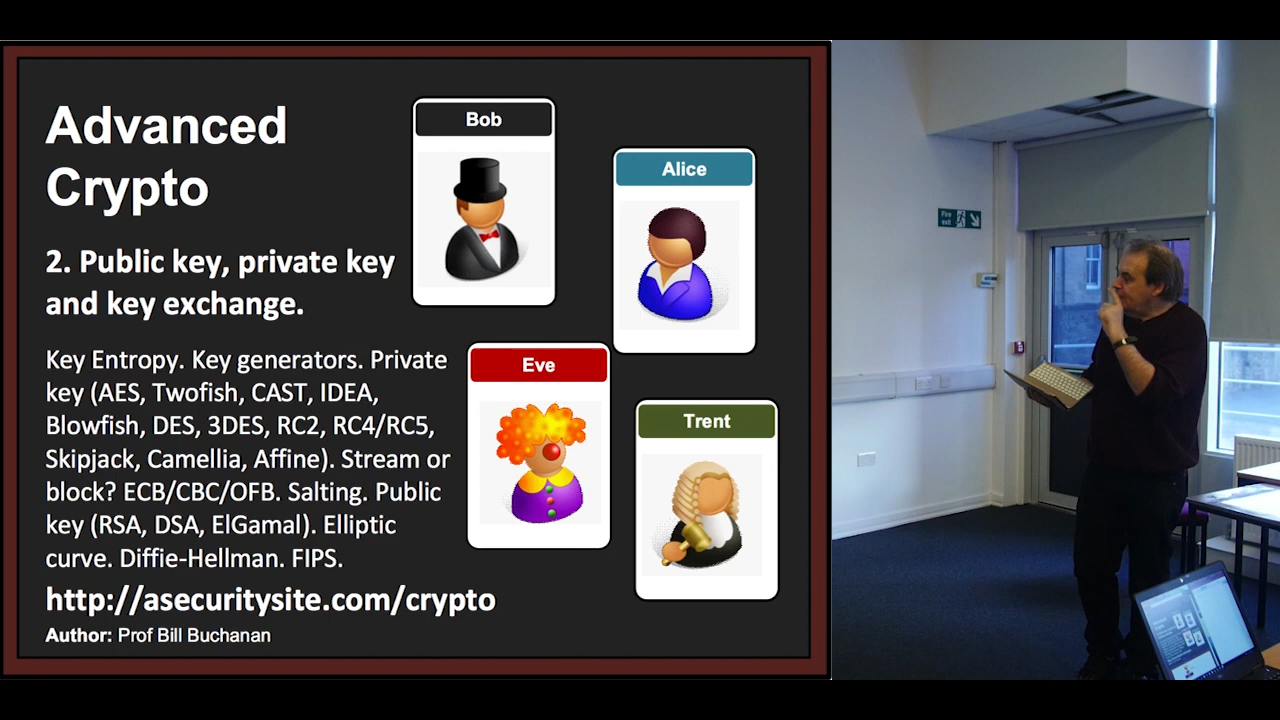 Advanced
Crypto
2. Public key, private key
and key exchange.
Key Entropy. Key generators. Private
key (AES, Twofish, CAST, IDEA,
Blowfish, DES, 3DES, RC2, RC4/RC5,
Skipjack, Camellia, Affine). Stream or
block? ECB/CBC/OFB. Salting. Public
key (RSA, DSA, ElGamal). Elliptic
curve. Diffie-Hellman. FIPS.
http://asecuritysite.com/crypto
Author: Prof Bill Buchanan
Bob
Alice
Eve
Trent
Fire
exit